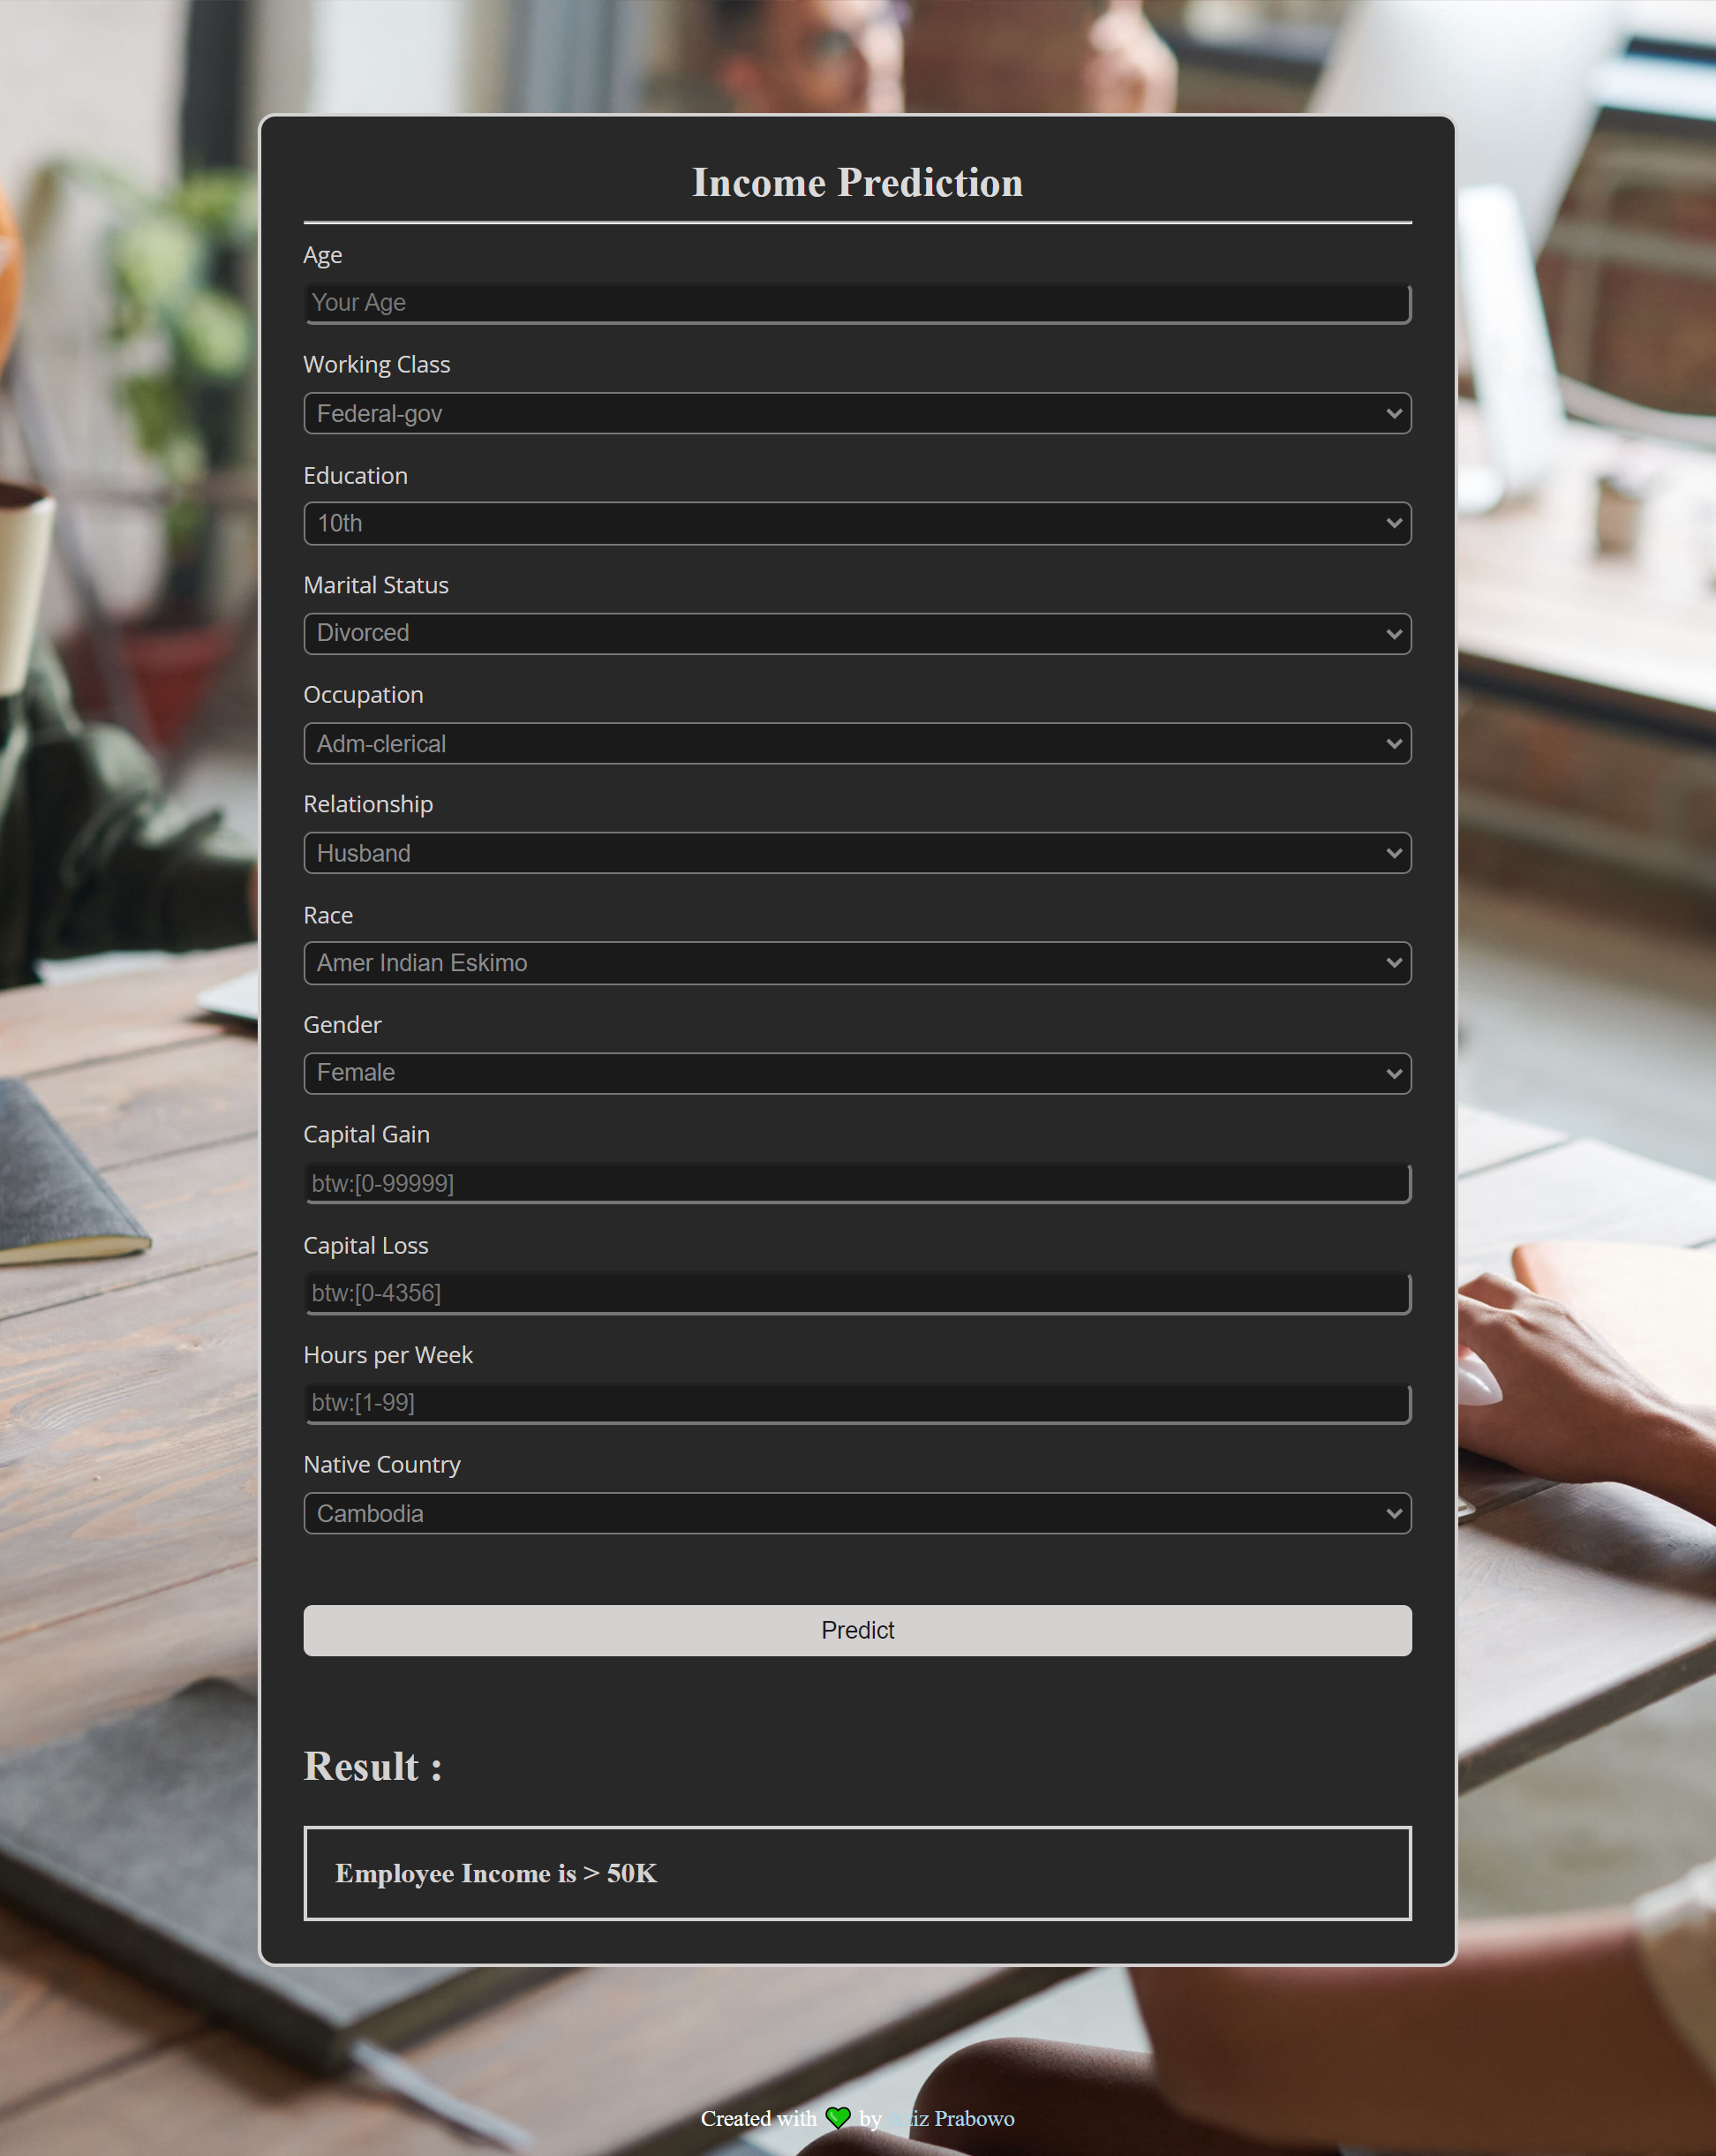 Income Prediction
Age
Your Age
Working Class
Federal-gov
Education
10th
Marital Status
Divorced
Occupation
Adm-clerical
Relationship
Husband
Race
Amer Indian Eskimo
Gender
Female
Capital Gain
btw:[0-99999]
Capital Loss
btw:[0-4356]
Hours per Week
btw:[1-99]
Native Country
Cambodia
Predict
Result :
Employee Income is > 50K
Created with 💚 by Aziz Prabowo